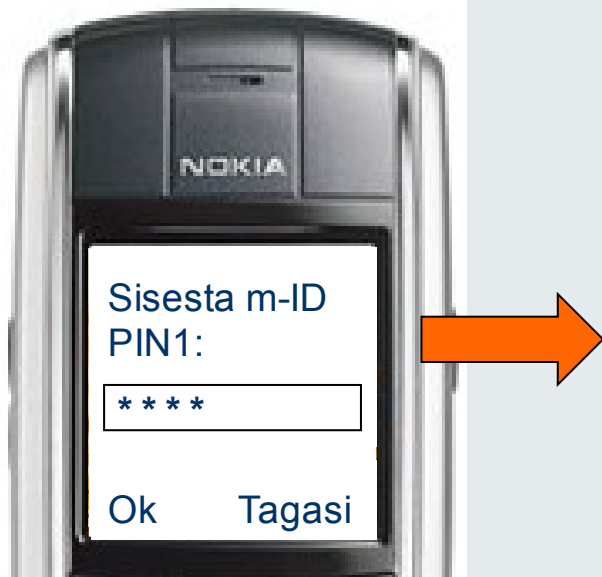 NOKIA
Sisesta m-ID
PIN1:
* * * *
Ok Tagasi